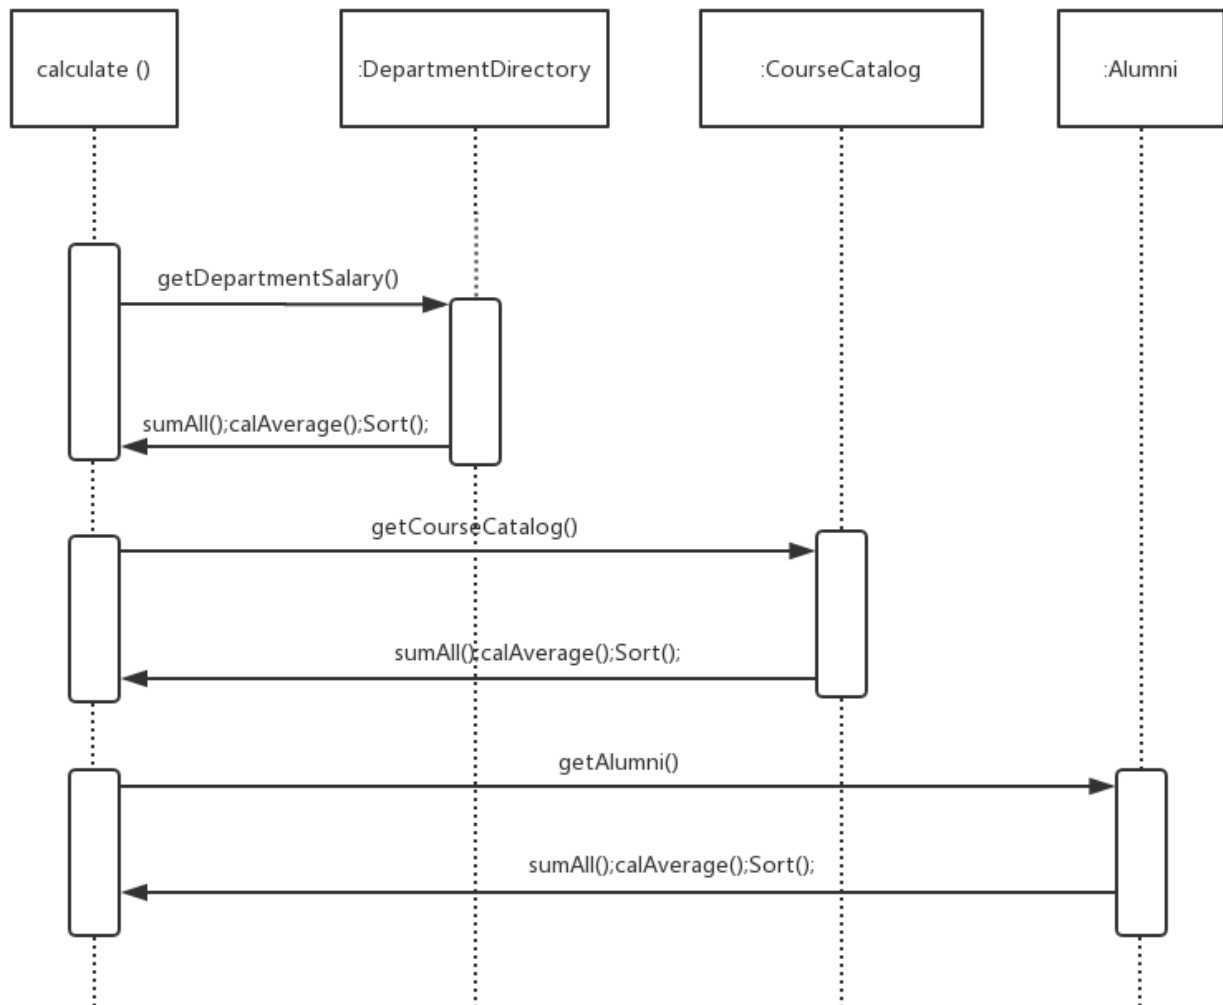 calculate ()
:DepartmentDirectory
:CourseCatalog
:Alumni
getDepartmentSalary()
sumAll();calAverage();Sort();
getCourseCatalog()
sumAll();calAverage();Sort();
getAlumni()
sumAll();calAverage();Sort();